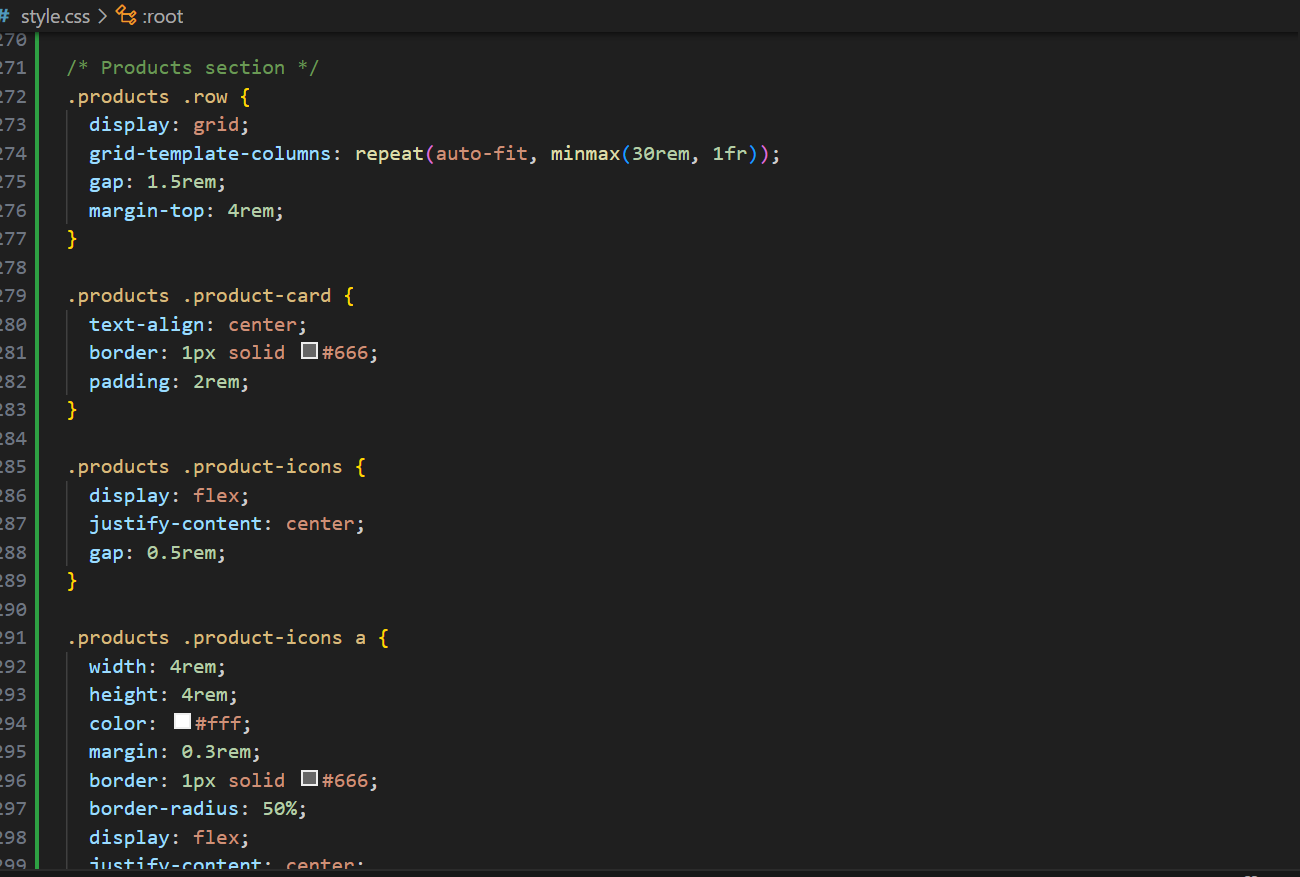 # style.css > :root
270
271 /* Products section */
272 .products .row {
273 display: grid;
274 grid-template-columns: repeat(auto-fit, minmax(30rem, 1fr));
275 gap: 1.5rem;
276 margin-top: 4rem;
277 }
278
279 .products .product-card {
280 text-align: center;
281 border: 1px solid #666;
282 padding: 2rem;
283 }
284
285 .products .product-icons {
286 display: flex;
287 justify-content: center;
288 gap: 0.5rem;
289 }
290
291 .products .product-icons a {
292 width: 4rem;
293 height: 4rem;
294 color: #fff;
295 margin: 0.3rem;
296 border: 1px solid #666;
297 border-radius: 50%;
298 display: flex;
299 justify-content: center;